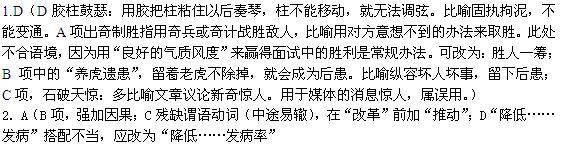 1.D（D 胶柱鼓瑟：用胶把柱粘住以后奏琴，柱不能移动，就无法调弦。比喻固执拘泥，不
能变通。A 项出奇制胜指用奇兵或奇计战胜敌人，比喻用对方意想不到的办法来取胜。此处
不合语境，因为用“良好的气质风度”来赢得面试中的胜利是常规办法。可改为：胜人一筹；
B 项中的“养虎遗患”，留着老虎不除掉，就会成为后患。比喻纵容坏人坏事，留下后患；
C 项，石破天惊：多比喻文章议论新奇惊人。用于媒体的消息惊人，属误用。）
2. A（B 项，强加因果；C 残缺谓语动词（中途易辙），在“改革”前加“推动”；D“降低……
发病”搭配不当，应改为“降低……发病率”